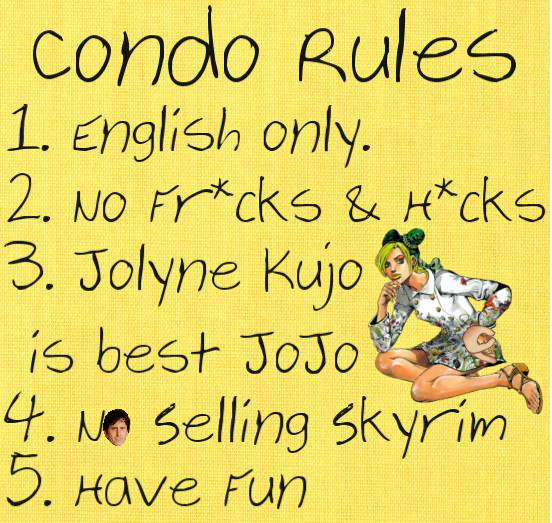 Condo Rules
1. English only.
2. No Fr*cks & H*cks
3. Jolyne Kujo
is best JoJo
4. No selling skyrim
5. Have Fun